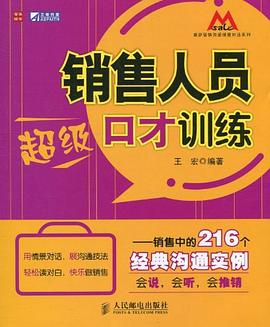 sale
销售人员
超级
口才训练
王 宏◎编著
——销售中的216个
经典沟通实例
会说，会听，会推销
用情景对话，展沟通技法
轻松读对白，快乐做销售
人民邮电出版社